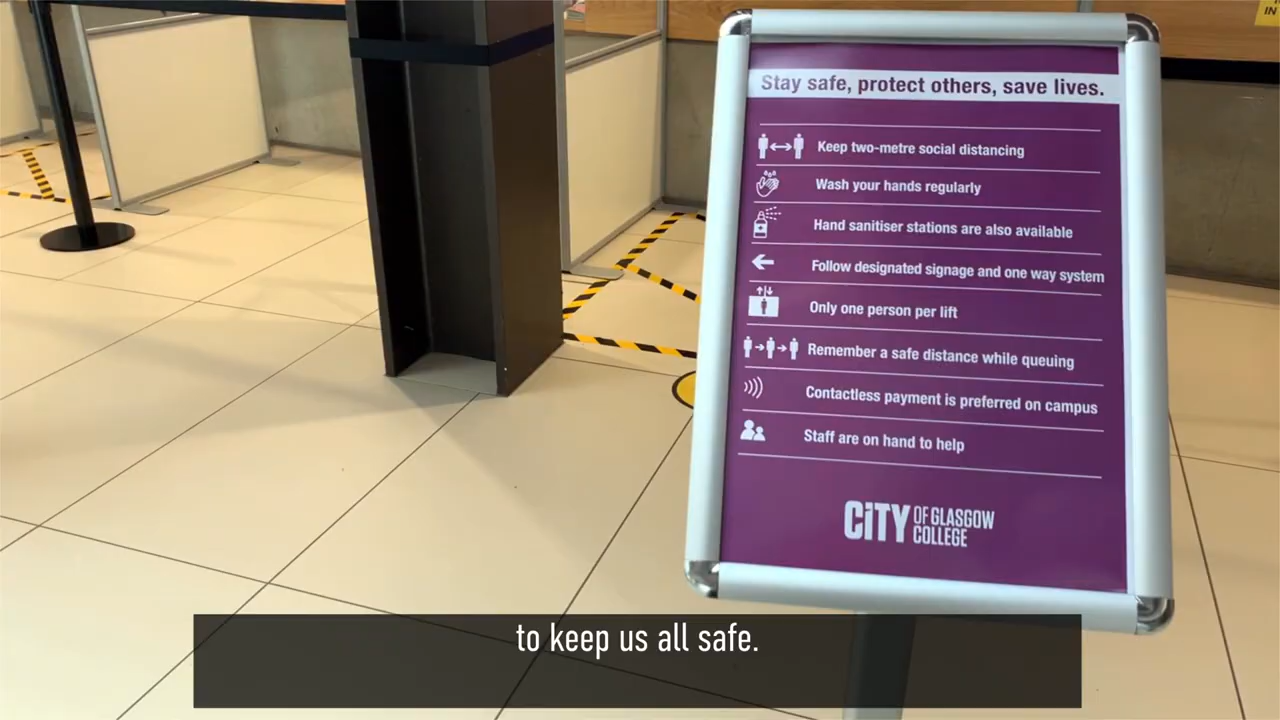 IN
Stay safe, protect others, save lives.
Keep two-metre social distancing
Wash your hands regularly
Hand sanitiser stations are also available
Follow designated signage and one way system
Only one person per lift
Remember a safe distance while queuing
Contactless payment is preferred on campus
Staff are on hand to help
CiTY OF GLASGOW
COLLEGE
to keep us all safe.